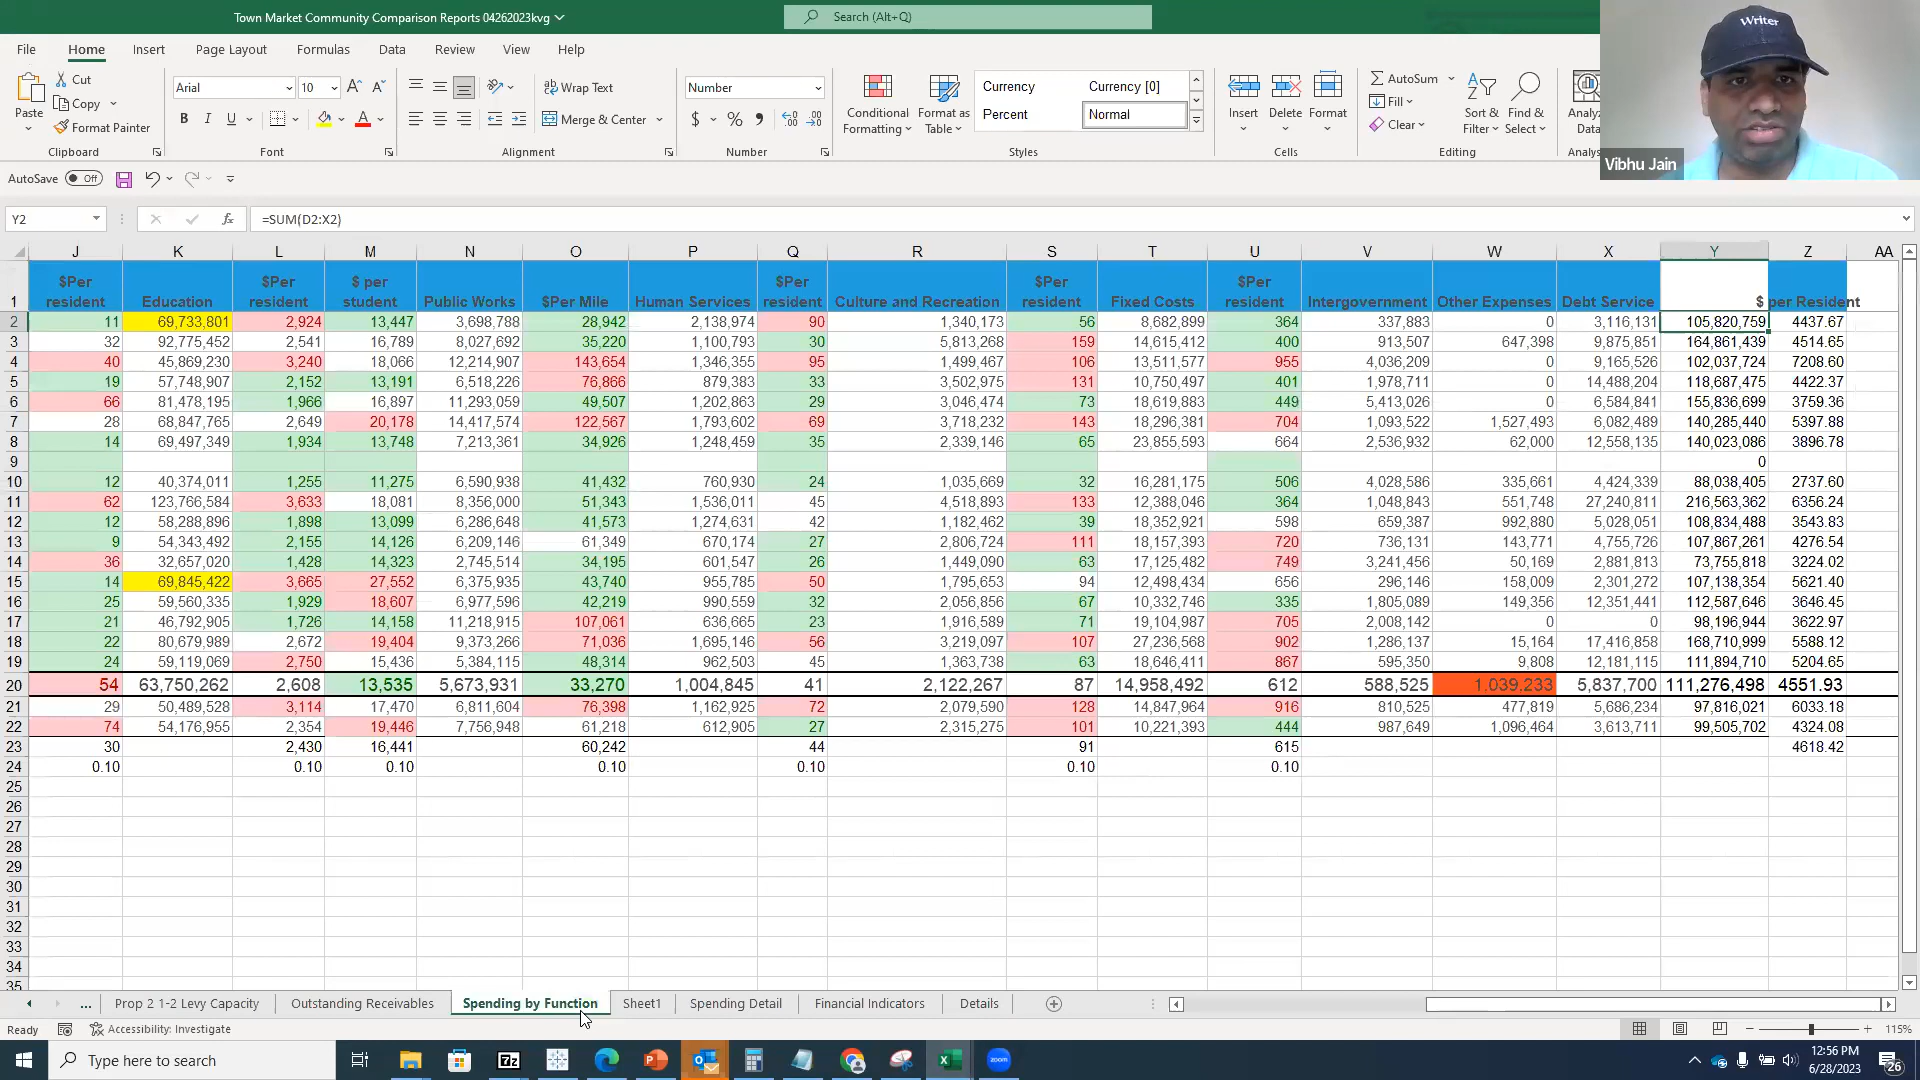 Town Market Community Comparison Reports 04262023kvg
Search (Alt+Q)
Writer
Vibhu Jain
File Home Insert Page Layout Formulas Data Review View Help
Paste Cut Copy Format Painter Clipboard
Arial 10 A A B I U A Font
Wrap Text Merge & Center Alignment
Number $ % 9 Number
Conditional Formatting Format as Table Currency Currency [0] Percent Normal Styles
Insert Delete Format Cells
AutoSum Fill Clear Sort & Filter Find & Select Editing
Analyz Data Analys
AutoSave Off
Y2 fx =SUM(D2:X2)
J K L M N O P Q R S T U V W X Y Z AA
1 $Per resident Education $Per resident $ per student Public Works $Per Mile Human Services $Per resident Culture and Recreation $Per resident Fixed Costs $Per resident Intergovernment Other Expenses Debt Service $ per Resident
2 11 69,733,801 2,924 13,447 3,698,788 28,942 2,138,974 90 1,340,173 56 8,682,899 364 337,883 0 3,116,131 105,820,759 4437.67
3 32 92,775,452 2,541 16,789 8,027,692 35,220 1,100,793 30 5,813,268 159 14,615,412 400 913,507 647,398 9,875,851 164,861,439 4514.65
4 40 45,869,230 3,240 18,066 12,214,907 143,654 1,346,355 95 1,499,467 106 13,511,577 955 4,036,209 0 9,165,526 102,037,724 7208.60
5 19 57,748,907 2,152 13,191 6,518,226 76,866 879,383 33 3,502,975 131 10,750,497 401 1,978,711 0 14,488,204 118,687,475 4422.37
6 66 81,478,195 1,966 16,897 11,293,059 49,507 1,202,863 29 3,046,474 73 18,619,883 449 5,413,026 0 6,584,841 155,836,699 3759.36
7 28 68,847,765 2,649 20,178 14,417,574 122,567 1,793,602 69 3,718,232 143 18,296,381 704 1,093,522 1,527,493 6,082,489 140,285,440 5397.88
8 14 69,497,349 1,934 13,748 7,213,361 34,926 1,248,459 35 2,339,146 65 23,855,593 664 2,536,932 62,000 12,558,135 140,023,086 3896.78
9 0
10 12 40,374,011 1,255 11,275 6,590,938 41,432 760,930 24 1,035,669 32 16,281,175 506 4,028,586 335,661 4,424,339 88,038,405 2737.60
11 62 123,766,584 3,633 18,081 8,356,000 51,343 1,536,011 45 4,518,893 133 12,388,046 364 1,048,843 551,748 27,240,811 216,563,362 6356.24
12 12 58,288,896 1,898 13,099 6,286,648 41,573 1,274,631 42 1,182,462 39 18,352,921 598 659,387 992,880 5,028,051 108,834,488 3543.83
13 9 54,343,492 2,155 14,126 6,209,146 61,349 670,174 27 2,806,724 111 18,157,393 720 736,131 143,771 4,755,726 107,867,261 4276.54
14 36 32,657,020 1,428 14,323 2,745,514 34,195 601,547 26 1,449,090 63 17,125,482 749 3,241,456 50,169 2,881,813 73,755,818 3224.02
15 14 69,845,422 3,665 27,552 6,375,935 43,740 955,785 50 1,795,653 94 12,498,434 656 296,146 158,009 2,301,272 107,138,354 5621.40
16 25 59,560,335 1,929 18,607 6,977,596 42,219 990,559 32 2,056,856 67 10,332,746 335 1,805,089 149,356 12,351,441 112,587,646 3646.45
17 21 46,792,905 1,726 14,158 11,218,915 107,061 636,665 23 1,916,589 71 19,104,987 705 2,008,142 0 0 98,196,944 3622.97
18 22 80,679,989 2,672 19,404 9,373,266 71,036 1,695,146 56 3,219,097 107 27,236,568 902 1,286,137 15,164 17,416,858 168,710,999 5588.12
19 24 59,119,069 2,750 15,436 5,384,115 48,314 962,503 45 1,363,738 63 18,646,411 867 595,350 9,808 12,181,115 111,894,710 5204.65
20 54 63,750,262 2,608 13,535 5,673,931 33,270 1,004,845 41 2,122,267 87 14,958,492 612 588,525 1,039,233 5,837,700 111,276,498 4551.93
21 29 50,489,528 3,114 17,470 6,811,604 76,398 1,162,925 72 2,079,590 128 14,847,964 916 810,525 477,819 5,686,234 97,816,021 6033.18
22 74 54,176,955 2,354 19,446 7,756,948 61,218 612,905 27 2,315,275 101 10,221,393 444 987,649 1,096,464 3,613,711 99,505,702 4324.08
23 30 2,430 16,441 60,242 44 91 615 4618.42
24 0.10 0.10 0.10 0.10 0.10 0.10 0.10
25
26
27
28
29
30
31
32
33
34
35
... Prop 2 1-2 Levy Capacity Outstanding Receivables Spending by Function Sheet1 Spending Detail Financial Indicators Details
Ready Accessibility: Investigate 115%
Type here to search 7z zoom 12:56 PM
6/28/2023 26